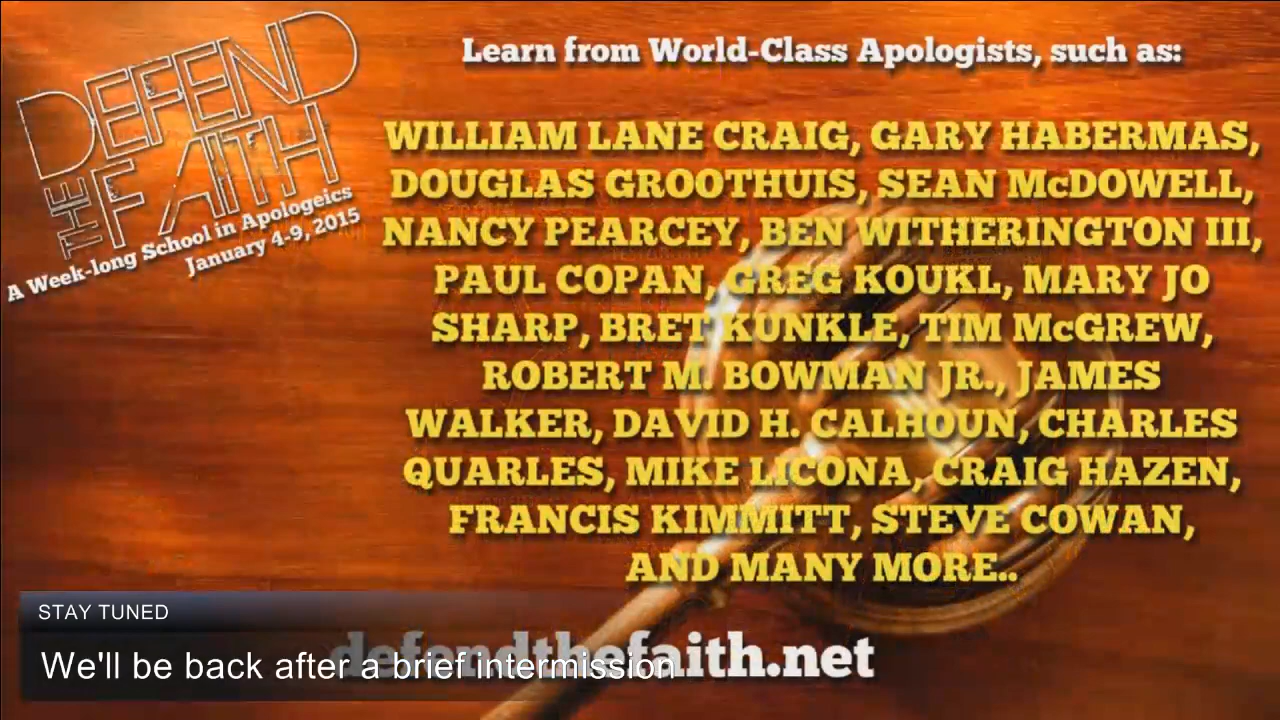 DEFEND
THE FAITH
A Week-long School in Apologeics
January 4-9, 2015
Learn from World-Class Apologists, such as:
WILLIAM LANE CRAIG, GARY HABERMAS,
DOUGLAS GROOTHUIS, SEAN McDOWELL,
NANCY PEARCEY, BEN WITHERINGTON III,
PAUL COPAN, GREG KOUKL, MARY JO
SHARP, BRET KUNKLE, TIM McGREW,
ROBERT M. BOWMAN JR., JAMES
WALKER, DAVID H. CALHOUN, CHARLES
QUARLES, MIKE LICONA, CRAIG HAZEN,
FRANCIS KIMMITT, STEVE COWAN,
AND MANY MORE..
defendthefaith.net
STAY TUNED
We'll be back after a brief intermission